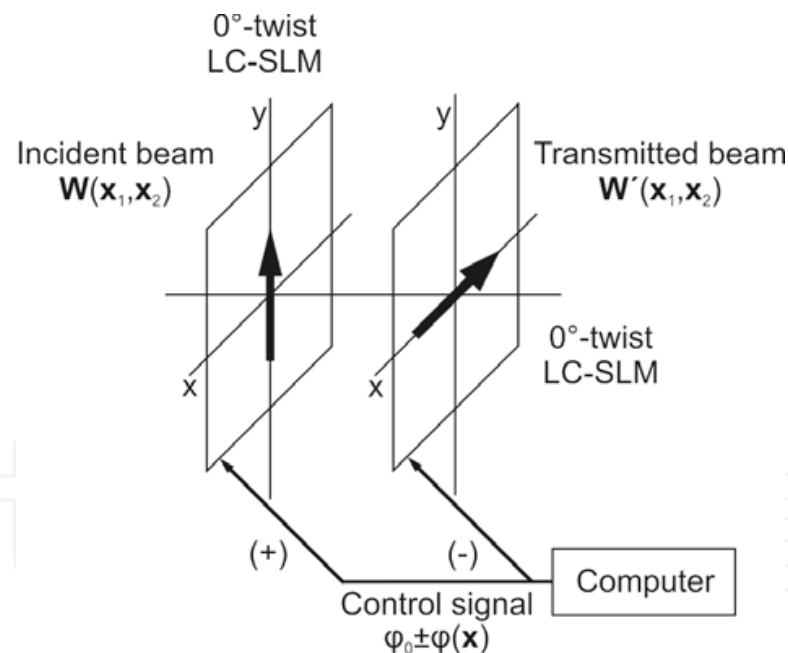 0°-twist
LC-SLM
y
y
Incident beam
W(x₁,x₂)
Transmitted beam
W´(x₁,x₂)
0°-twist
LC-SLM
x
x
(+)
(-)
Computer
Control signal
φ₀±φ(x)